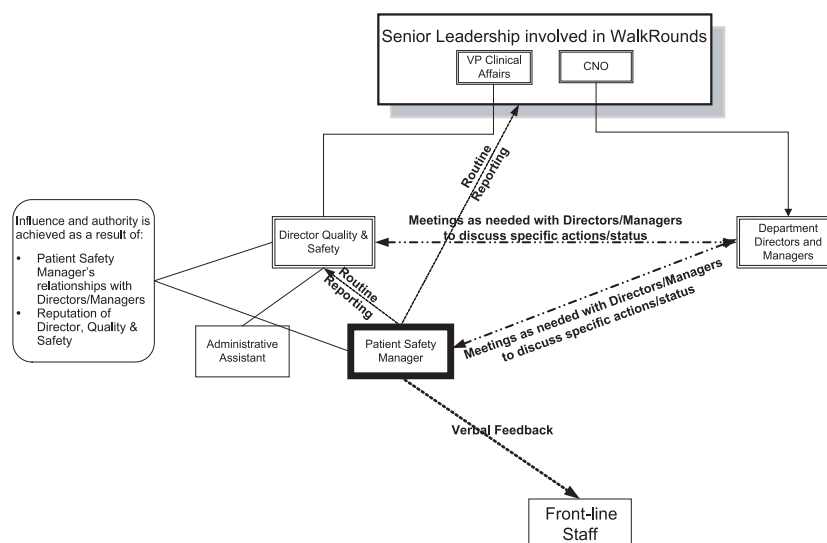 Senior Leadership involved in WalkRounds
VP Clinical
Affairs
CNO
Routine
Reporting
Influence and authority is
achieved as a result of:
• Patient Safety
Manager's
relationships with
Directors/Managers
• Reputation of
Director, Quality &
Safety
Director Quality &
Safety
Meetings as needed with Directors/Managers
to discuss specific actions/status
Department
Directors and
Managers
Routine
Reporting
Meetings as needed with Directors/Managers
to discuss specific actions/status
Administrative
Assistant
Patient Safety
Manager
Verbal Feedback
Front-line
Staff